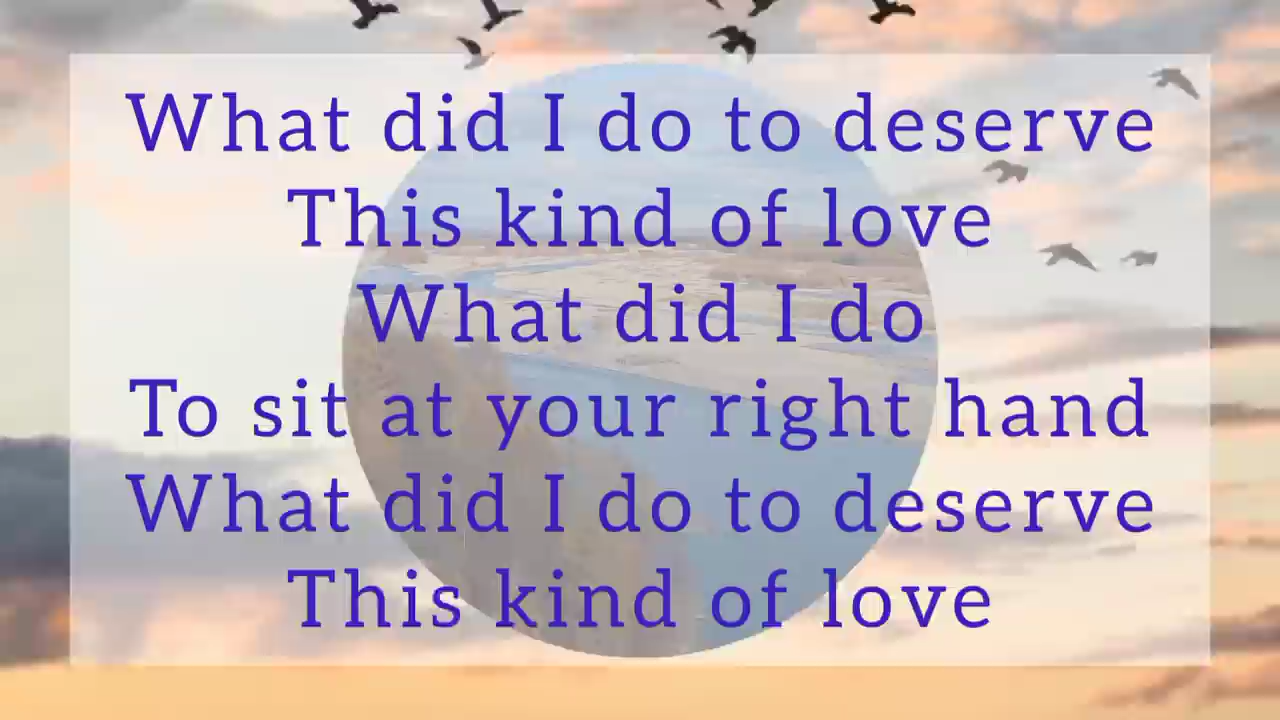 What did I do to deserve
This kind of love
What did I do
To sit at your right hand
What did I do to deserve
This kind of love